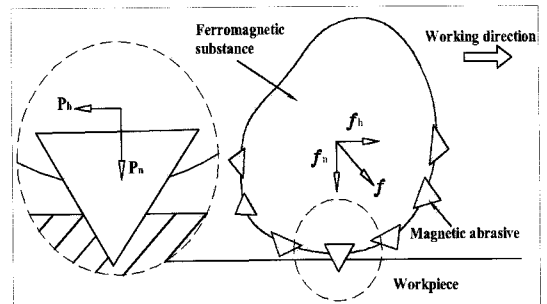 Ferromagnetic
substance
Working direction
Ph
Pn
fh
fn
f
Magnetic abrasive
Workpiece